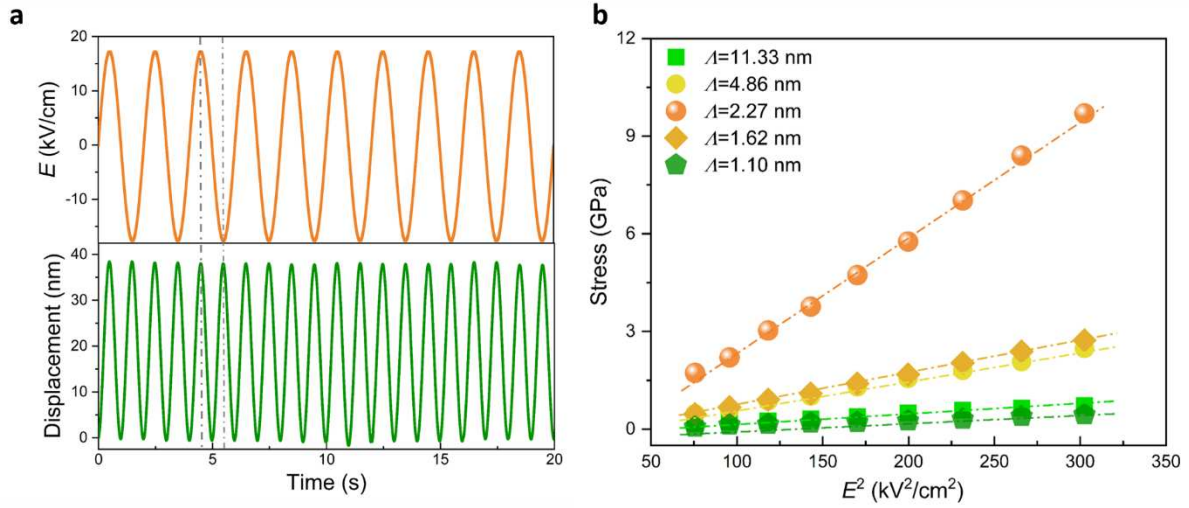 a
20
10
0
-10
E (kV/cm)
40
30
20
10
0
Displacement (nm)
0 5 10 15 20
Time (s)
b
12
9
6
3
0
Stress (GPa)
Λ=11.33 nm
Λ=4.86 nm
Λ=2.27 nm
Λ=1.62 nm
Λ=1.10 nm
50 100 150 200 250 300 350
E² (kV²/cm²)